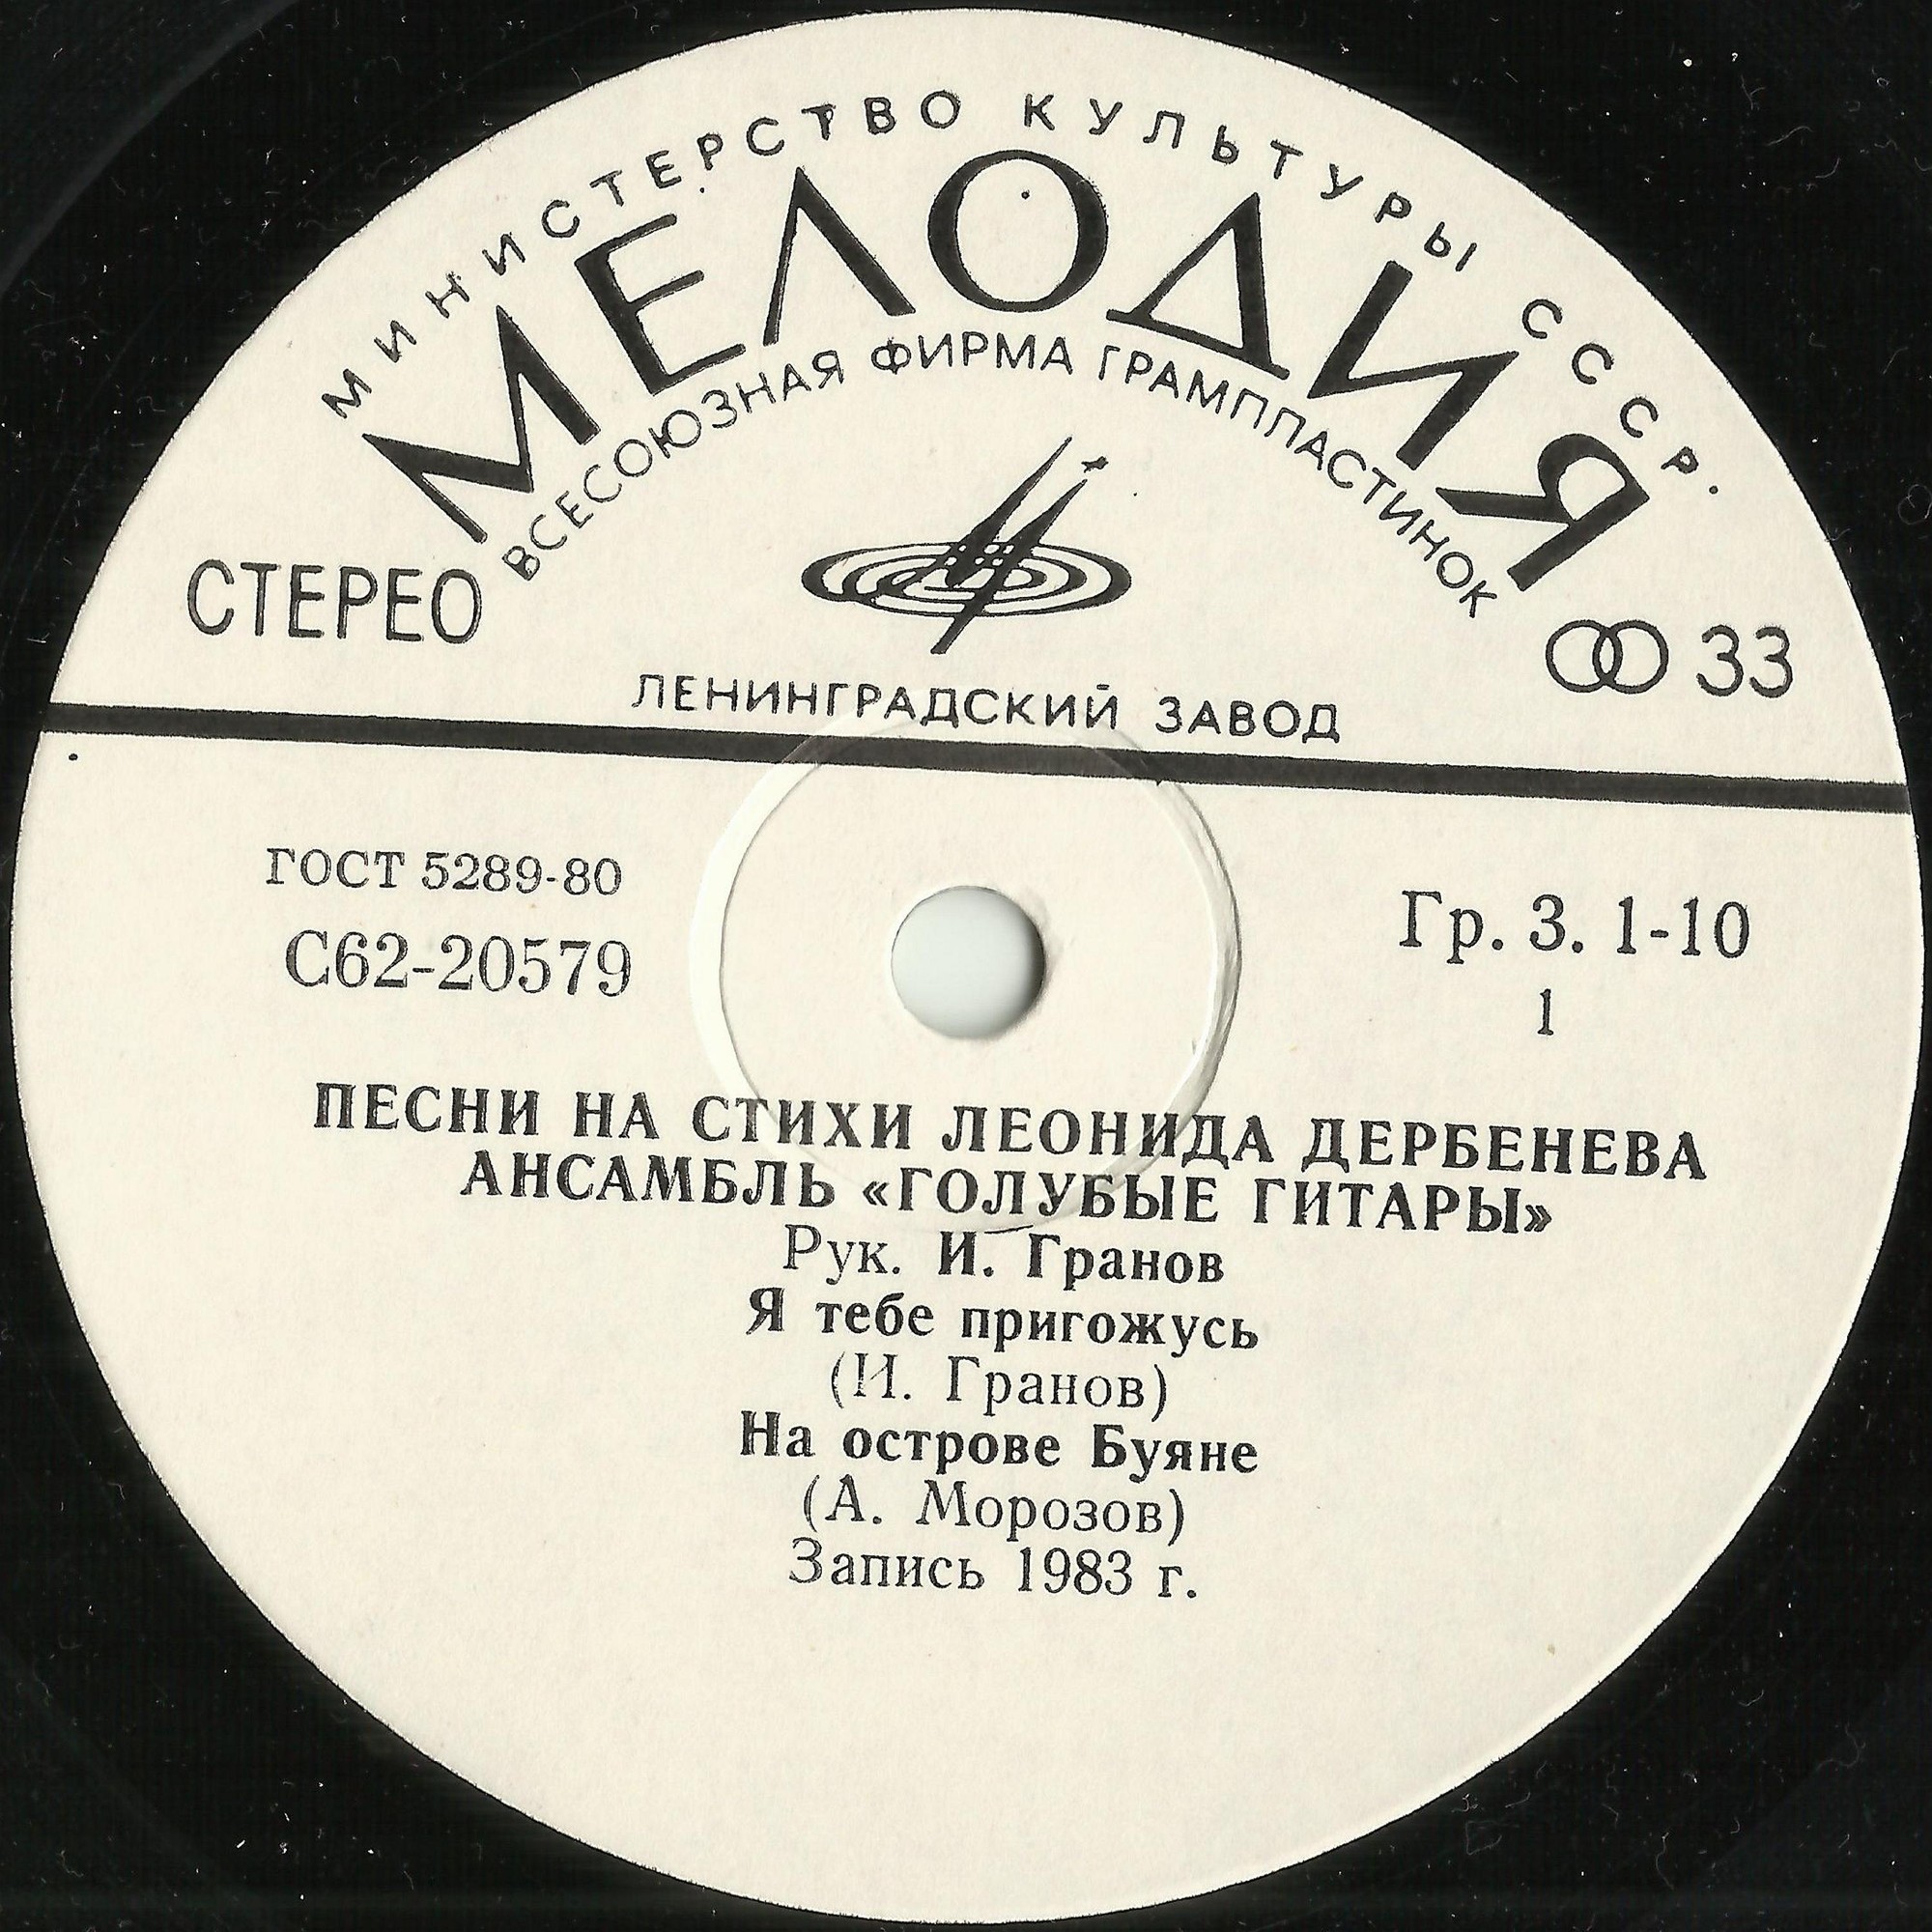 МИНИСТЕРСТВО КУЛЬТУРЫ СССР.
МЕЛОДИЯ
ВСЕСОЮЗНАЯ ФИРМА ГРАМПЛАСТИНОК
СТЕРЕО
33
ЛЕНИНГРАДСКИЙ ЗАВОД
ГОСТ 5289-80
С62-20579
Гр. 3. 1-10
1
ПЕСНИ НА СТИХИ ЛЕОНИДА ДЕРБЕНЕВА
АНСАМБЛЬ «ГОЛУБЫЕ ГИТАРЫ»
Рук. И. Гранов
Я тебе пригожусь
(И. Гранов)
На острове Буяне
(А. Морозов)
Запись 1983 г.